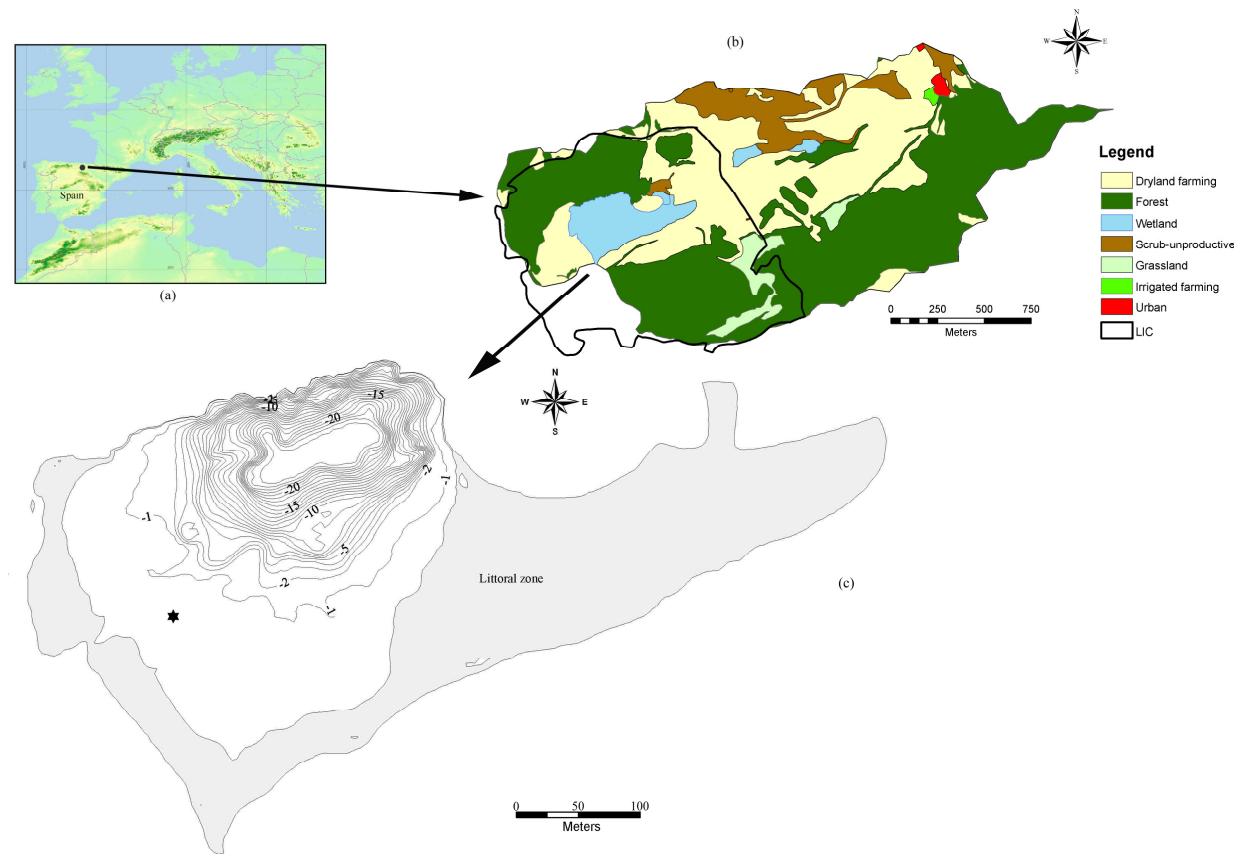 Spain
(a)
(b)
N
W
E
S
Legend
Dryland farming
Forest
Wetland
Scrub-unproductive
Grassland
Irrigated farming
Urban
LIC
0 250 500 750
Meters
N
W
E
S
-10
-15
-20
-2
-1
-1
-20
-15
-10
-5
-2
-1
Littoral zone
(c)
0 50 100
Meters